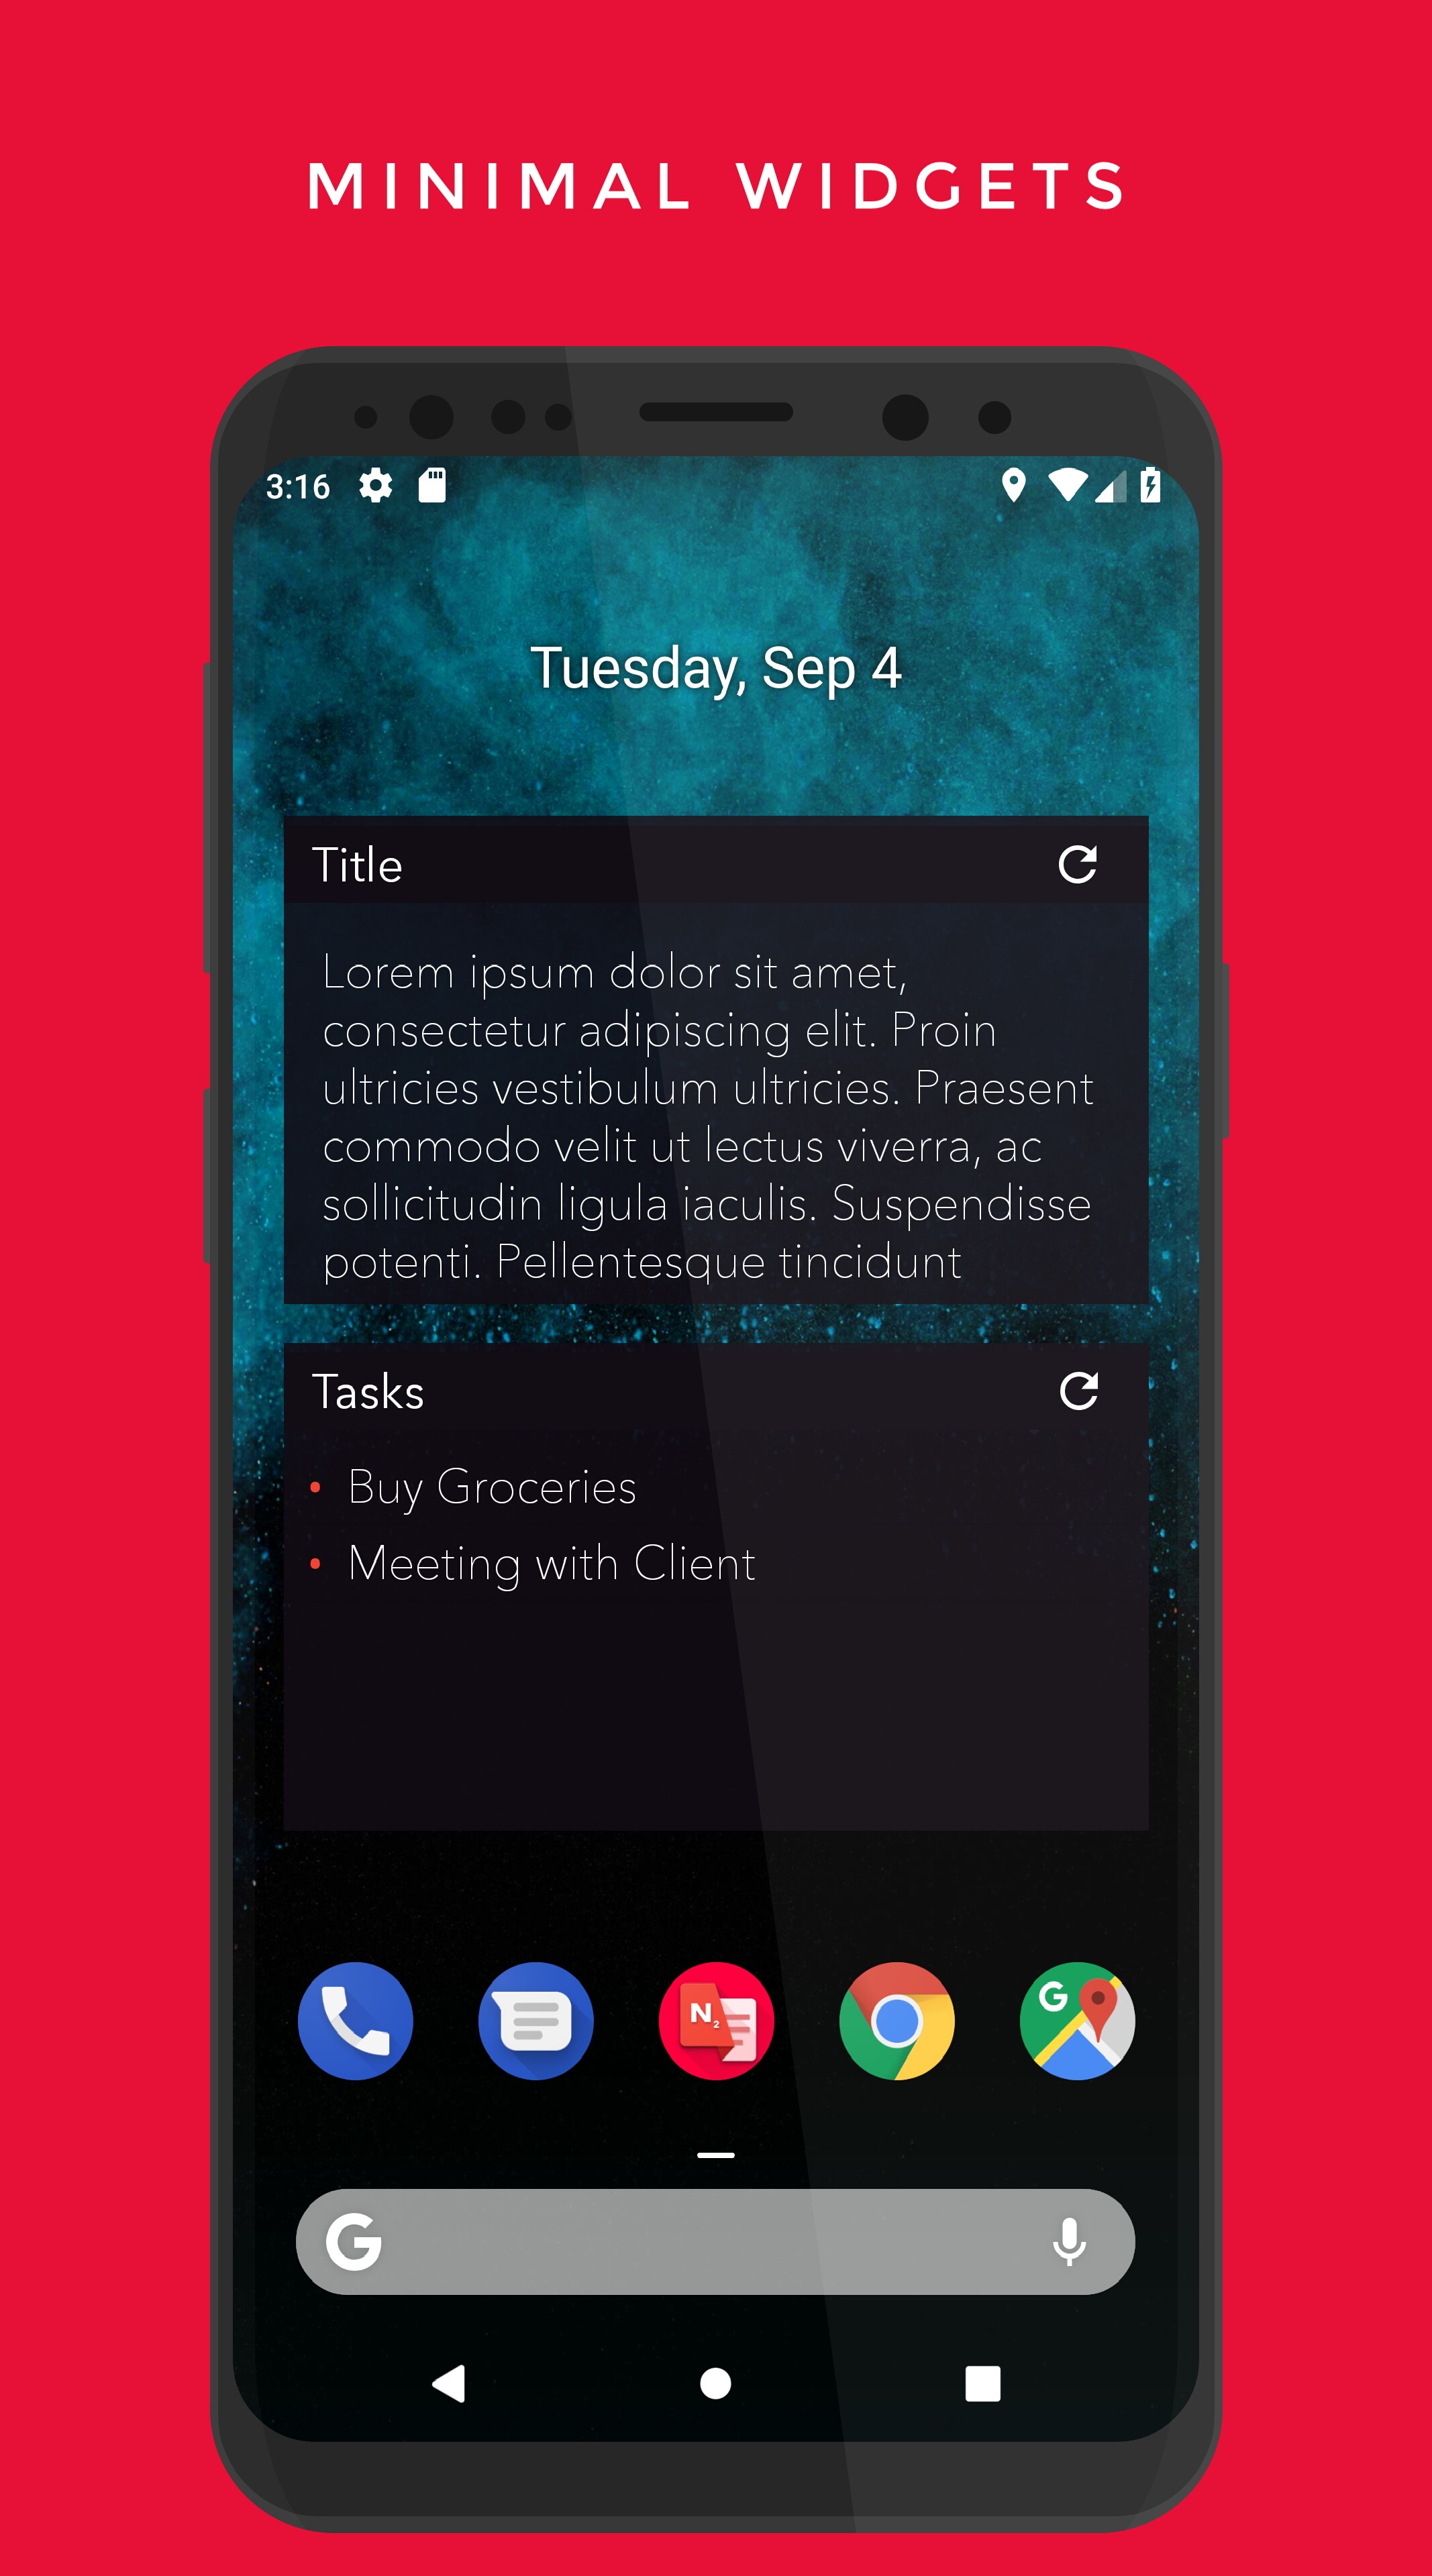 MINIMAL WIDGETS
3:16
Tuesday, Sep 4
Title
Lorem ipsum dolor sit amet,
consectetur adipiscing elit. Proin
ultricies vestibulum ultricies. Praesent
commodo velit ut lectus viverra, ac
sollicitudin ligula iaculis. Suspendisse
potenti. Pellentesque tincidunt
Tasks
• Buy Groceries
• Meeting with Client
N2
G
G